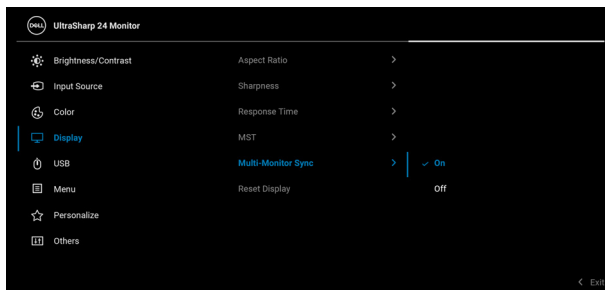 DELL UltraSharp 24 Monitor
Brightness/Contrast Aspect Ratio
Input Source Sharpness
Color Response Time
Display MST
USB Multi-Monitor Sync On
Menu Reset Display Off
Personalize
Others
Exit